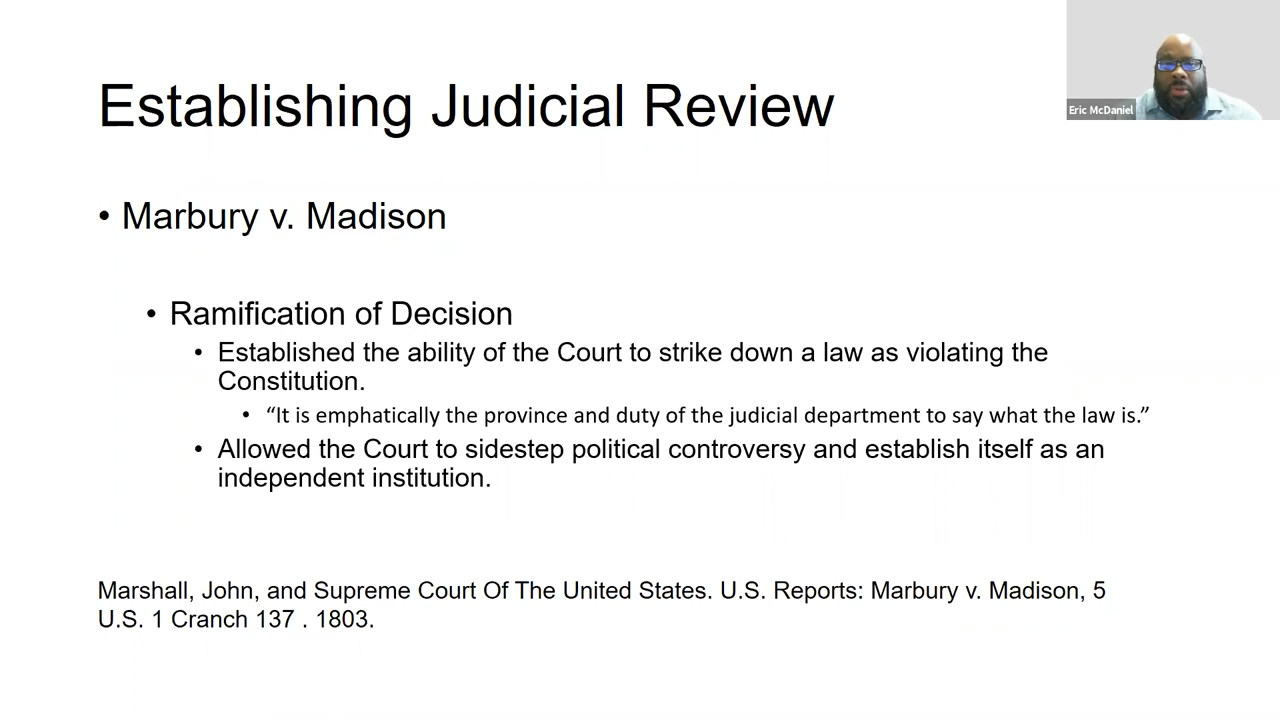 Establishing Judicial Review
Eric McDaniel
• Marbury v. Madison
• Ramification of Decision
• Established the ability of the Court to strike down a law as violating the
Constitution.
• “It is emphatically the province and duty of the judicial department to say what the law is.”
• Allowed the Court to sidestep political controversy and establish itself as an
independent institution.
Marshall, John, and Supreme Court Of The United States. U.S. Reports: Marbury v. Madison, 5
U.S. 1 Cranch 137 . 1803.